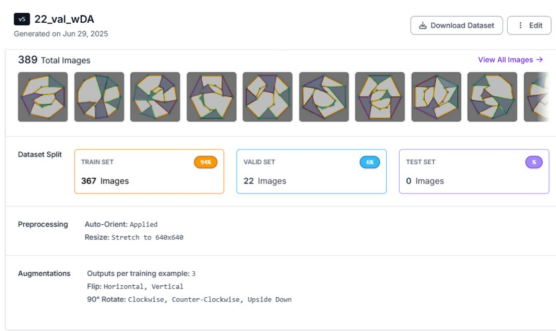 v5 22_val_wDA
Generated on Jun 29, 2025
Download Dataset
Edit
389 Total Images
View All Images →
Dataset Split
TRAIN SET 94%
367 Images
VALID SET 6%
22 Images
TEST SET %
0 Images
Preprocessing
Auto-Orient: Applied
Resize: Stretch to 640x640
Augmentations
Outputs per training example: 3
Flip: Horizontal, Vertical
90° Rotate: Clockwise, Counter-Clockwise, Upside Down